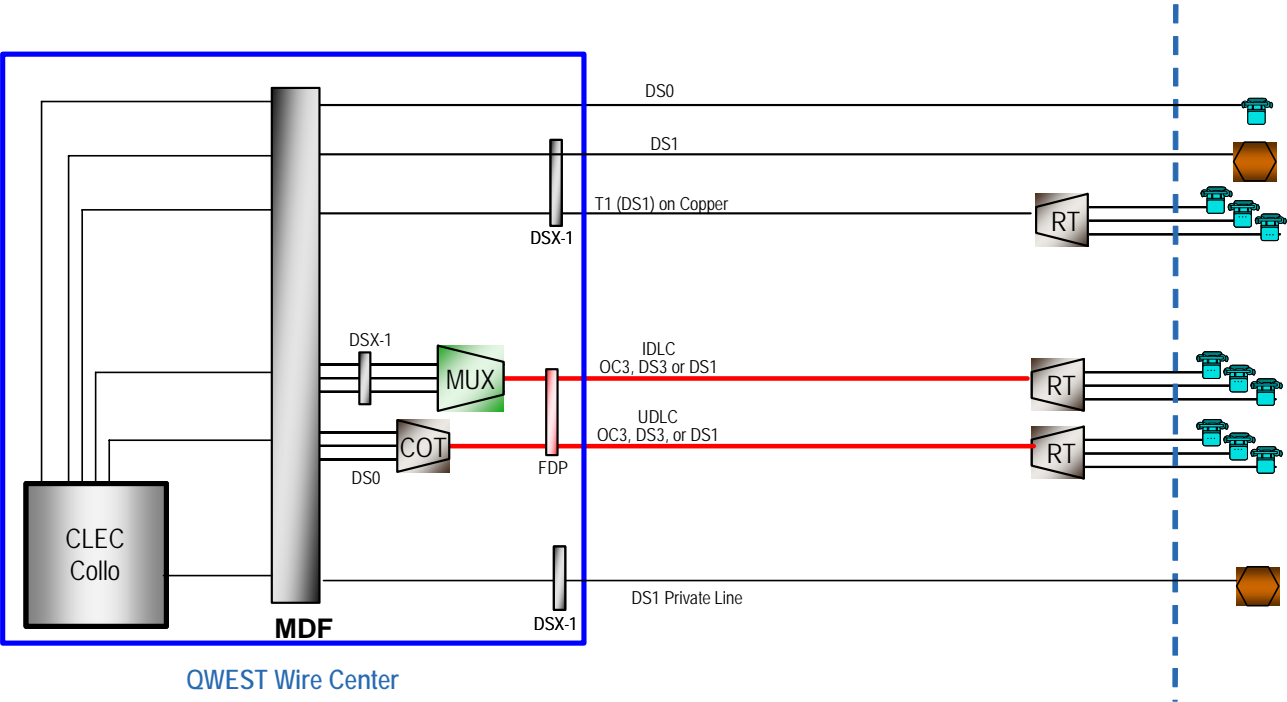 DS0
DS1
T1 (DS1) on Copper
DSX-1
RT
DSX-1
MUX
IDLC
OC3, DS3 or DS1
RT
COT
DS0
FDP
UDLC
OC3, DS3, or DS1
RT
CLEC
Collo
MDF
DSX-1
DS1 Private Line
QWEST Wire Center